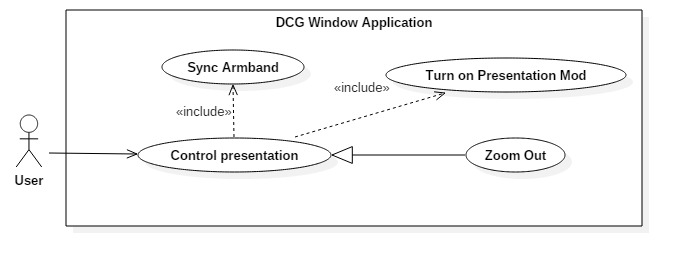 DCG Window Application
Sync Armband
Turn on Presentation Mod
«include»
«include»
User
Control presentation
Zoom Out